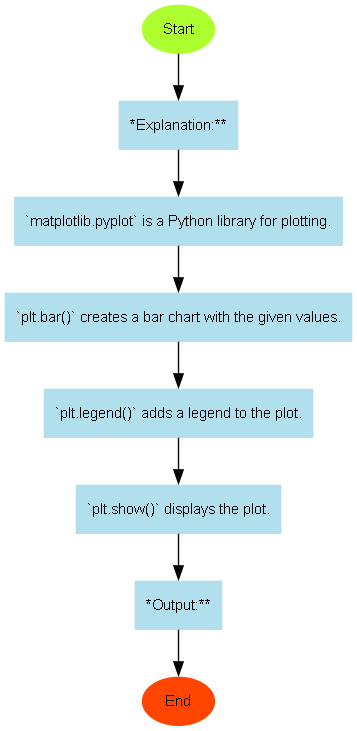 Start
*Explanation:**
`matplotlib.pyplot` is a Python library for plotting.
`plt.bar()` creates a bar chart with the given values.
`plt.legend()` adds a legend to the plot.
`plt.show()` displays the plot.
*Output:**
End